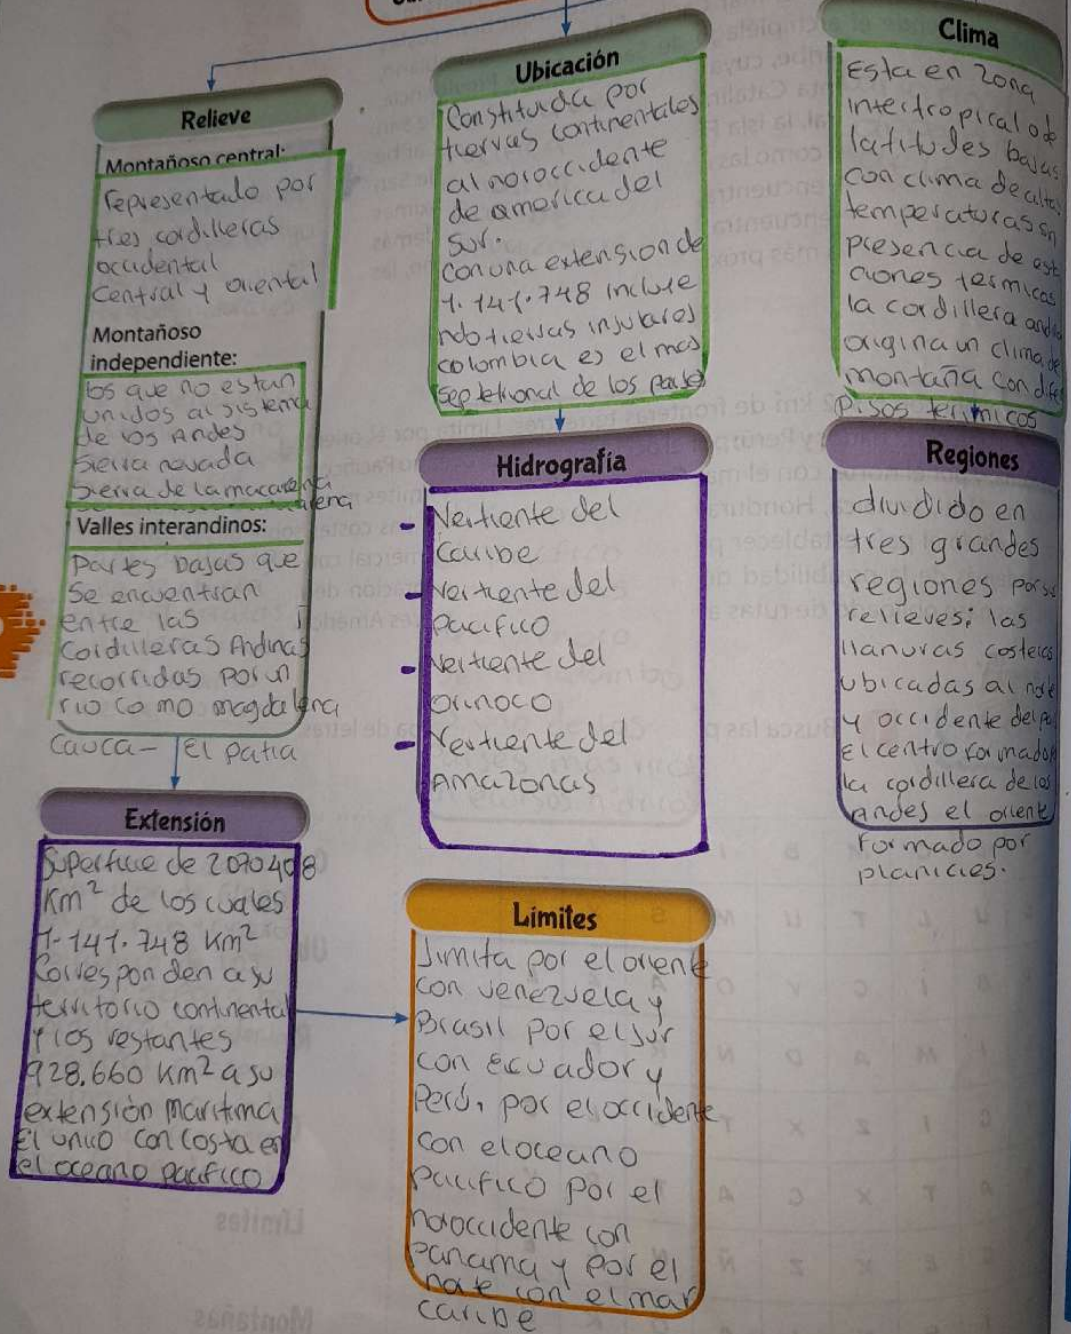 Relieve
Montañoso central:
representado por
tres cordilleras
occidental
central y oriental
Montañoso
independiente:
los que no estan
unidos al sistema
de los Andes
sierra nevada
sierra de la macarena
Valles interandinos:
partes bajas que
se encuentran
entre las
cordilleras Andinas
recorridas por un
rio como magdalena
cauca - el patia
Ubicación
Constituida por
tierras continentales
al noroccidente
de america del
sur.
con una extension de
1.141.748 incluye
ndo tierras insulares
colombia es el mas
septetrional de los paises
Clima
Esta en zona
intertropical o de
latitudes bajas
con clima de altas
temperaturas sn
presencia de est
aciones termicas
la cordillera andi
origina un clima de
montaña con dife
pisos termicos
Extensión
Superficie de 2070408
Km² de los cuales
1.141.748 Km²
Corresponden a su
territorio continental
y los restantes
928.660 Km² a su
extensión maritima
El unico con costa en
el oceano pacifico
Hidrografía
- Vertiente del
Caribe
- Vertiente del
pacifico
- Vertiente del
orinoco
- Vertiente del
Amazonas
Regiones
dividido en
tres grandes
regiones por su
relieves: las
llanuras costeras
ubicadas al norte
y occidente del p
el centro formado
la cordillera de los
Andes el oriente
formado por
planicies.
Límites
limita por el oriente
con venezuela y
Brasil por el sur
con ecuador y
Perú, por el occidente
con el oceano
pacifico por el
noroccidente con
panama y por el
norte con el mar
caribe